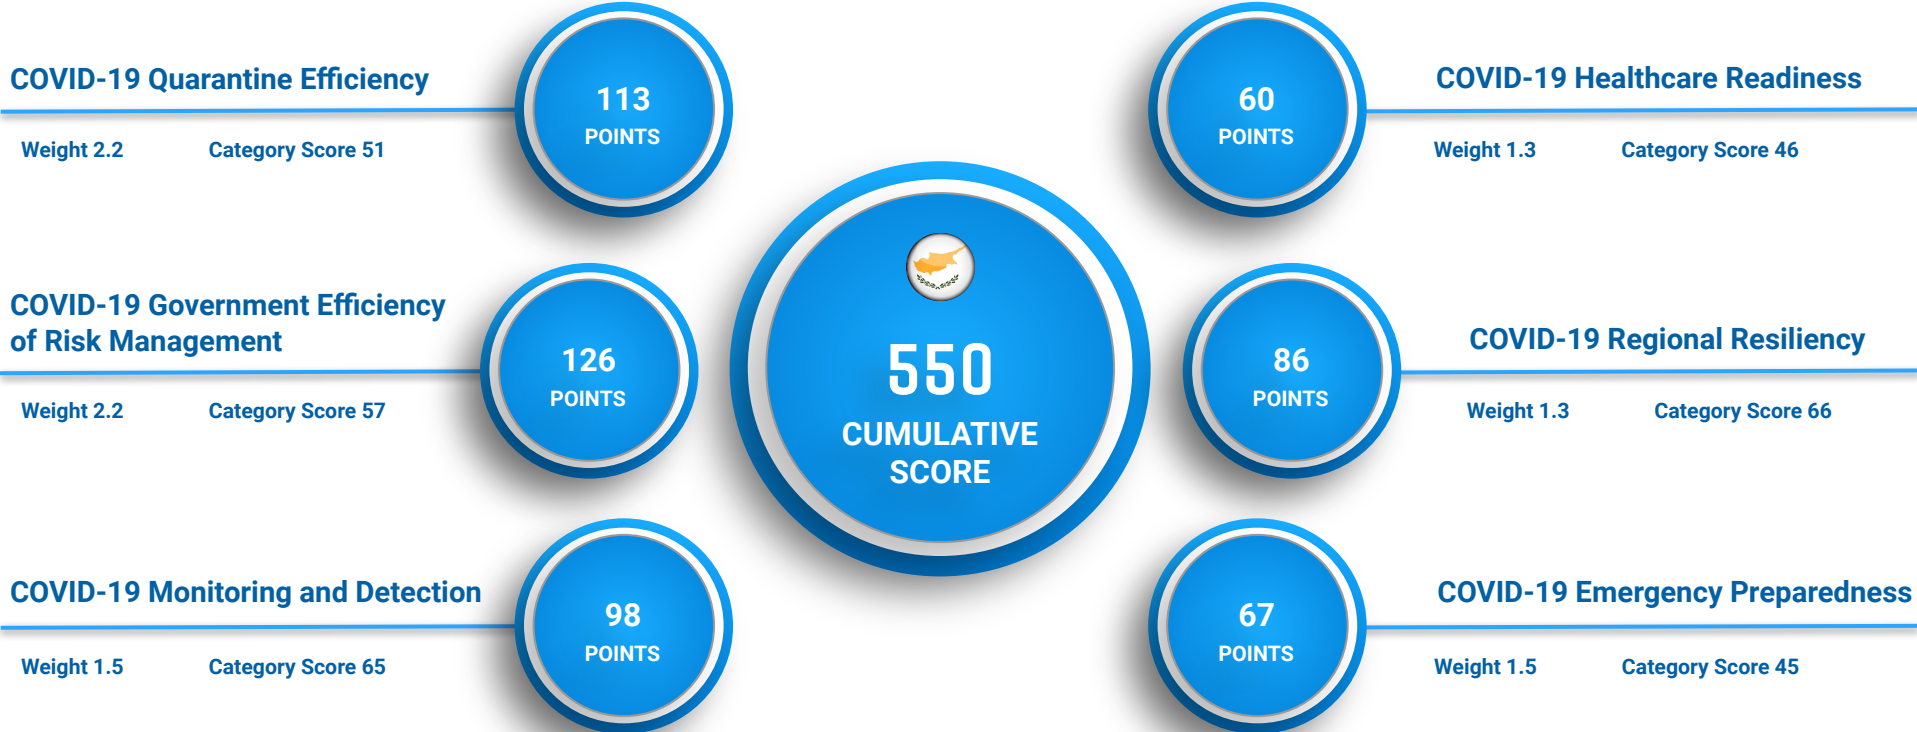 COVID-19 Quarantine Efficiency
Weight 2.2 Category Score 51
113
POINTS
COVID-19 Government Efficiency
of Risk Management
Weight 2.2 Category Score 57
126
POINTS
COVID-19 Monitoring and Detection
Weight 1.5 Category Score 65
98
POINTS
550
CUMULATIVE
SCORE
60
POINTS
COVID-19 Healthcare Readiness
Weight 1.3 Category Score 46
86
POINTS
COVID-19 Regional Resiliency
Weight 1.3 Category Score 66
67
POINTS
COVID-19 Emergency Preparedness
Weight 1.5 Category Score 45